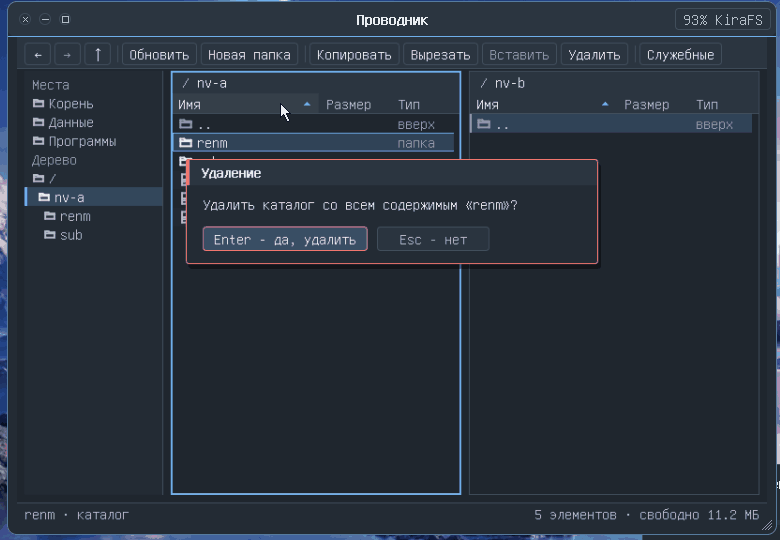 Проводник
93% KiraFS
← → ↑ Обновить Новая папка Копировать Вырезать Вставить Удалить Служебные
Места
Корень
Данные
Программы
Дерево
/
nv-a
renm
sub
/ nv-a
Имя Размер Тип
.. вверх
renm папка
/ nv-b
Имя Размер Тип
.. вверх
Удаление
Удалить каталог со всем содержимым «renm»?
Enter - да, удалить Esc - нет
renm · каталог
5 элементов · свободно 11.2 МБ